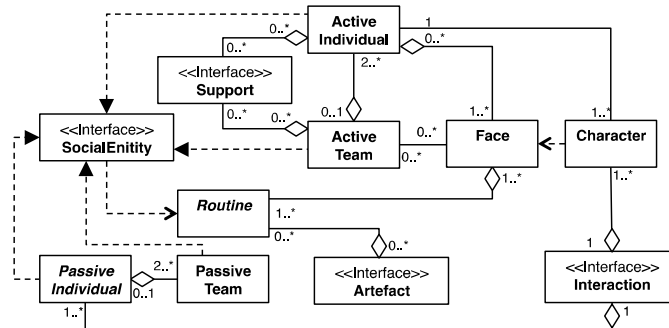 Active
Individual
0..*
1
0..*
0..*
2..*
<<Interface>>
Support
0..*
0..1
0..*
1..*
1..*
<<Interface>>
SocialEnitity
Active
Team
0..*
0..*
Face
Character
Routine
1..*
1..*
1..*
0..*
0..*
Passive
Individual
2..*
0..1
Passive
Team
<<Interface>>
Artefact
1
<<Interface>>
Interaction
1..*
1